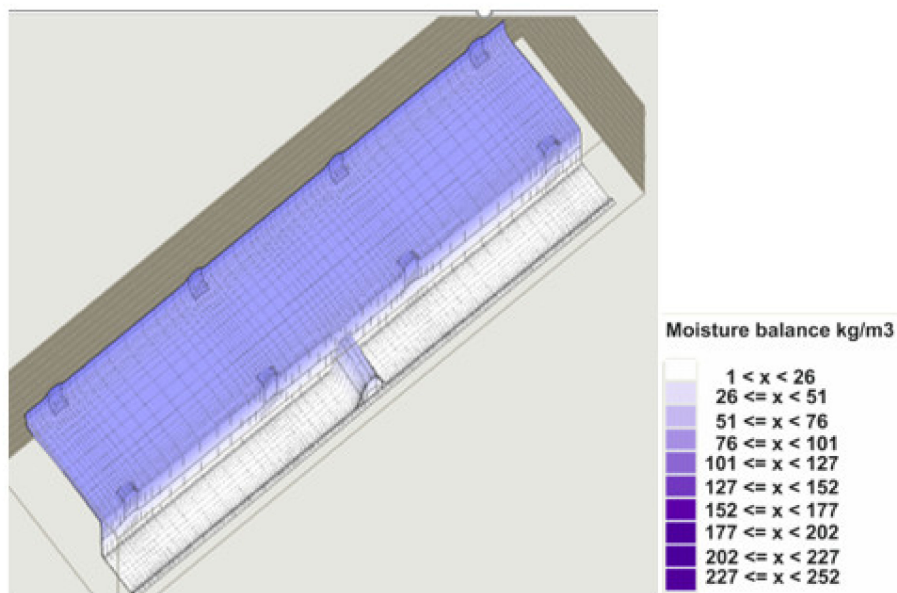 Moisture balance kg/m3
1 < x < 26
26 <= x < 51
51 <= x < 76
76 <= x < 101
101 <= x < 127
127 <= x < 152
152 <= x < 177
177 <= x < 202
202 <= x < 227
227 <= x < 252